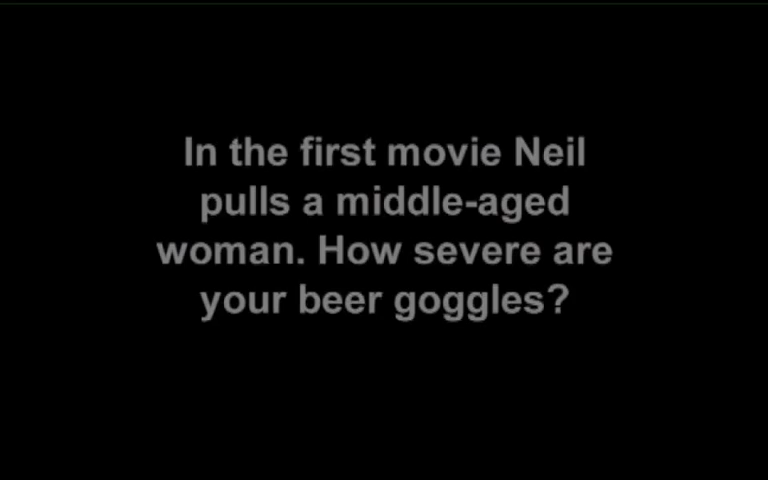 In the first movie Neil
pulls a middle-aged
woman. How severe are
your beer goggles?